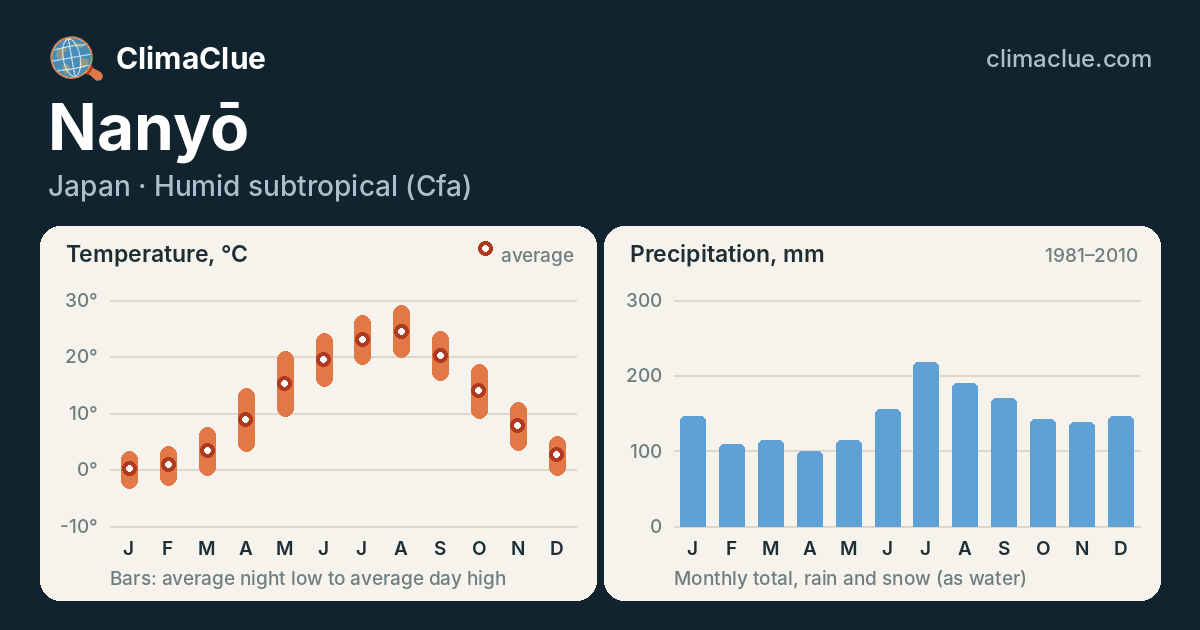 ClimaClue
climaclue.com
Nanyō
Japan · Humid subtropical (Cfa)
Temperature, °C
average
30°
20°
10°
0°
-10°
J F M A M J J A S O N D
Bars: average night low to average day high
Precipitation, mm
1981–2010
300
200
100
0
J F M A M J J A S O N D
Monthly total, rain and snow (as water)